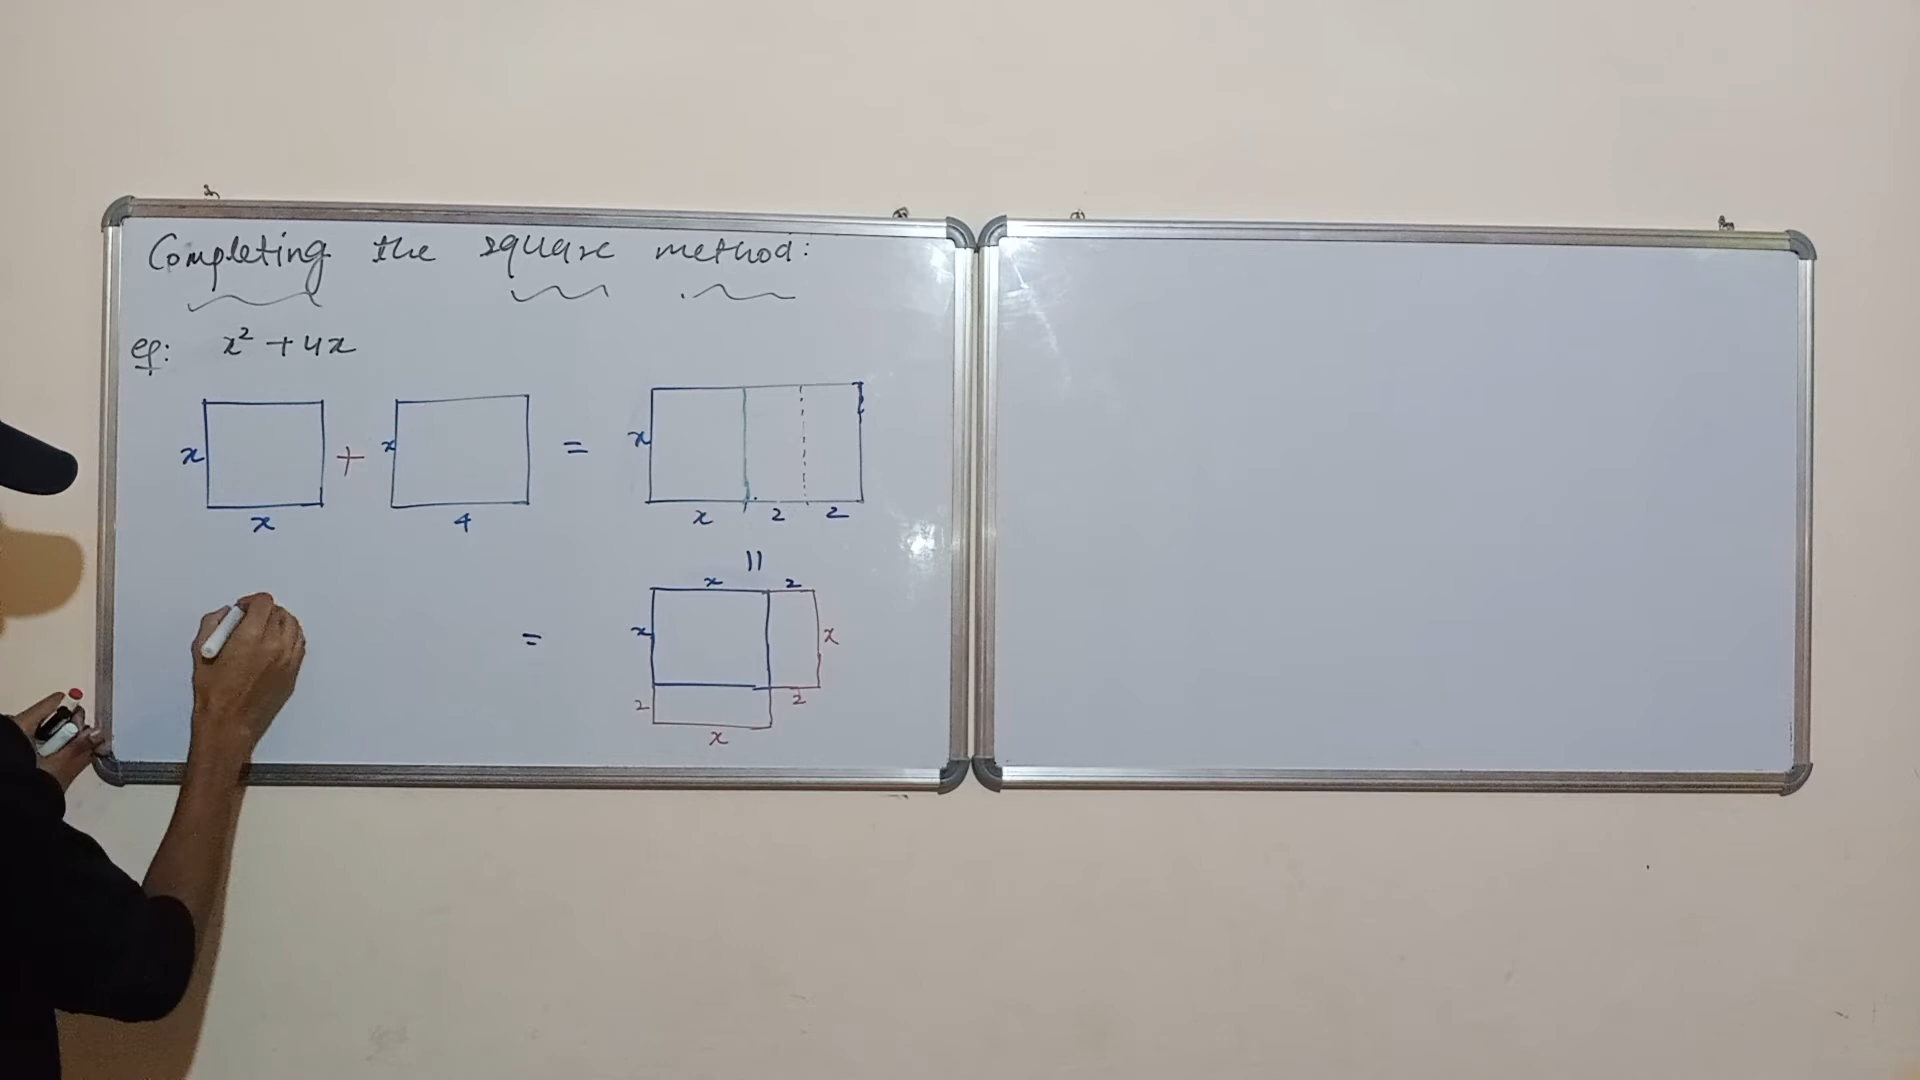 Completing the square method:
eg: x² + 4x
x + x = x
x 4 x 2 2
=
x 2
= x x
2 2
x